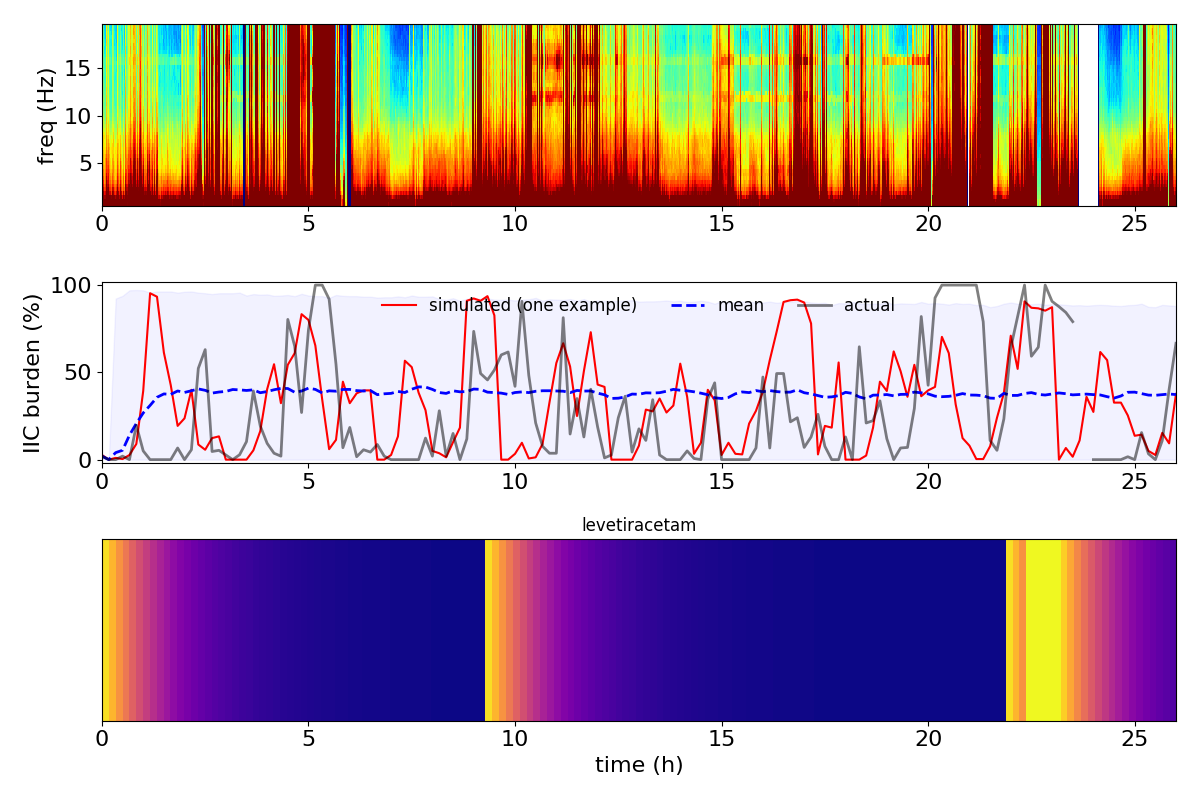 freq (Hz)
15
10
5
0 5 10 15 20 25
IIC burden (%)
100
50
0
simulated (one example) mean actual
0 5 10 15 20 25
levetiracetam
0 5 10 15 20 25
time (h)